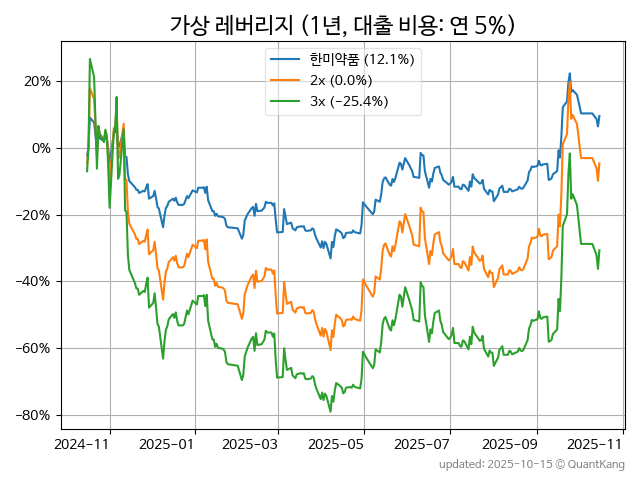 가상 레버리지 (1년, 대출 비용: 연 5%)
한미약품 (12.1%)
2x (0.0%)
3x (−25.4%)
20%
0%
−20%
−40%
−60%
−80%
2024−11 2025−01 2025−03 2025−05 2025−07 2025−09 2025−11
updated: 2025-10-15 © QuantKang